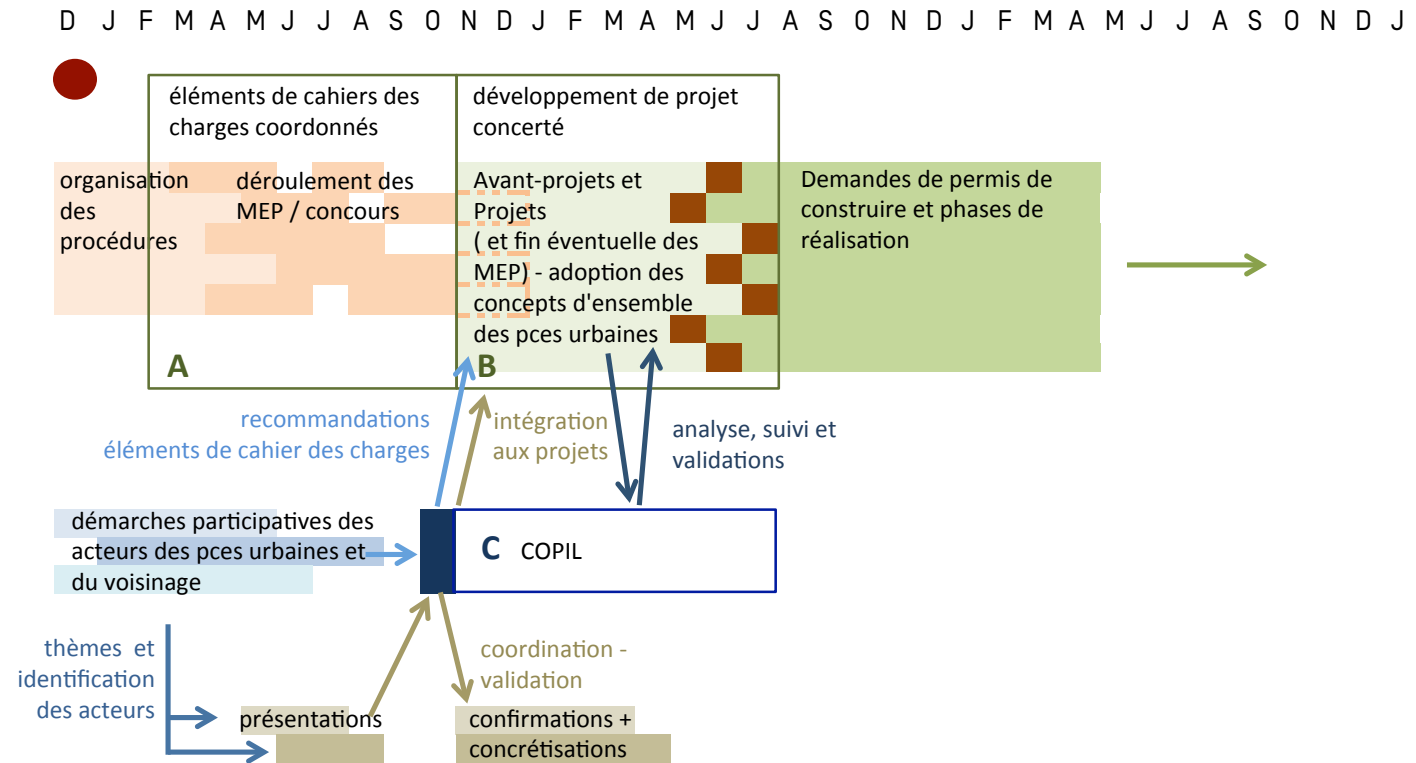 D J F M A M J J A S O N D J F M A M J J A S O N D J F M A M J J A S O N D J
éléments de cahiers des
charges coordonnés
développement de projet
concerté
organisation
des
procédures
déroulement des
MEP / concours
Avant-projets et
Projets
( et fin éventuelle des
MEP) - adoption des
concepts d'ensemble
des pces urbaines
Demandes de permis de
construire et phases de
réalisation
A
B
recommandations
éléments de cahier des charges
intégration
aux projets
analyse, suivi et
validations
démarches participatives des
acteurs des pces urbaines et
du voisinage
C COPIL
thèmes et
identification
des acteurs
coordination -
validation
présentations
confirmations +
concrétisations